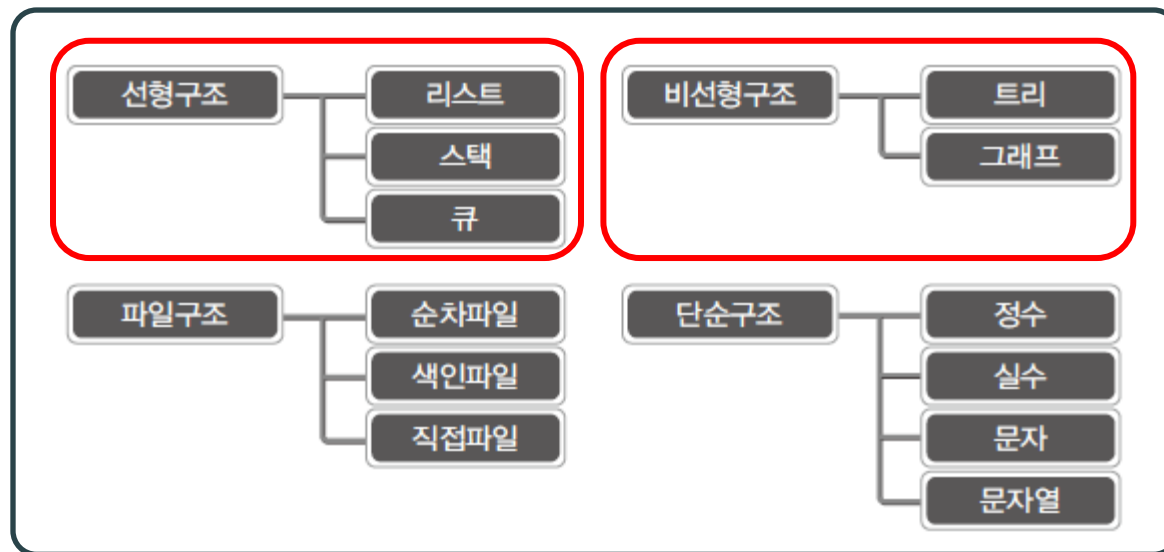 선형구조
리스트
스택
큐
비선형구조
트리
그래프
파일구조
순차파일
색인파일
직접파일
단순구조
정수
실수
문자
문자열